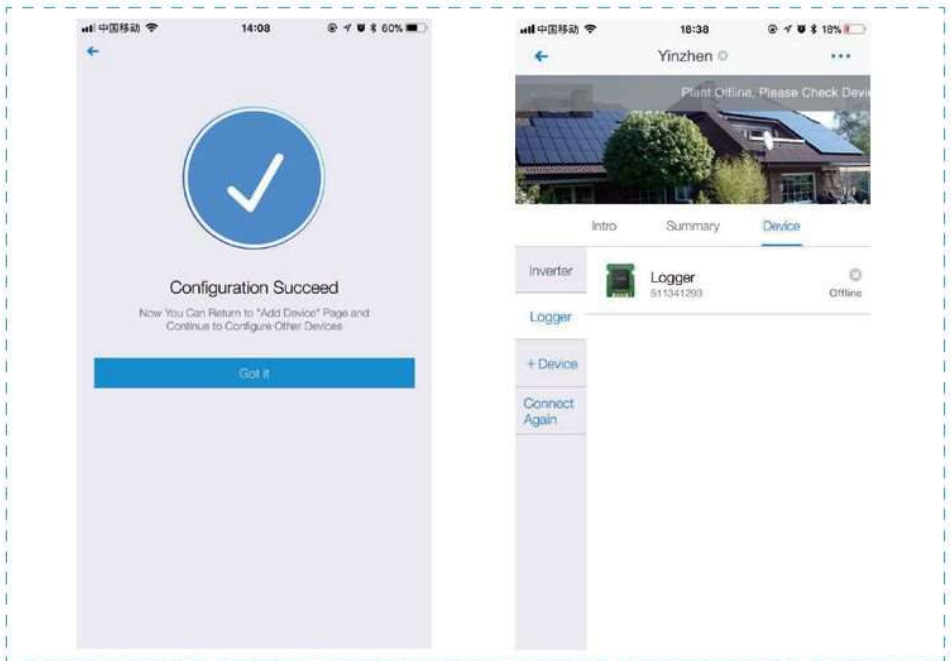 中国移动 14:08 60%
Configuration Succeed
Now You Can Return to "Add Device" Page and
Continue to Configure Other Devices
Got it
中国移动 18:38 18%
Yinzhen
Plant Offline, Please Check Devi
Intro Summary Device
Inverter
Logger
511341293
Offline
Logger
+ Device
Connect
Again